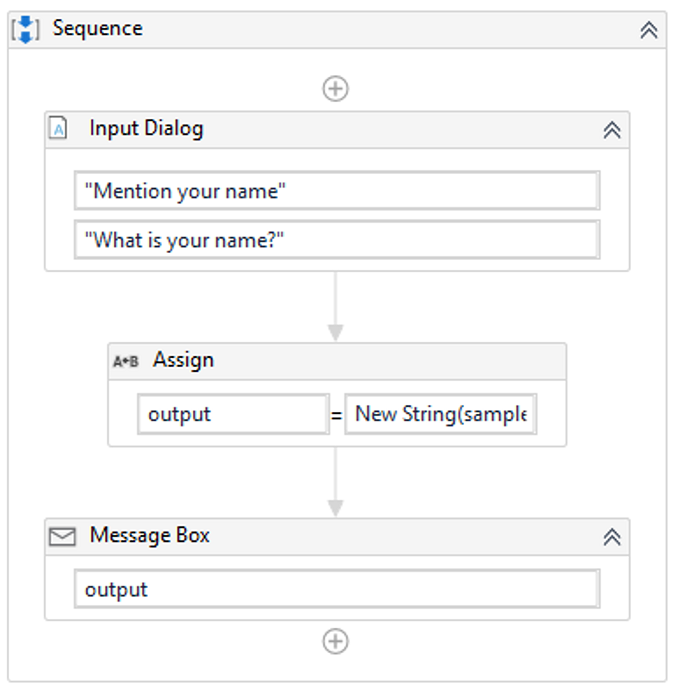 Sequence
Input Dialog
"Mention your name"
"What is your name?"
A+B Assign
output = New String(sample
Message Box
output